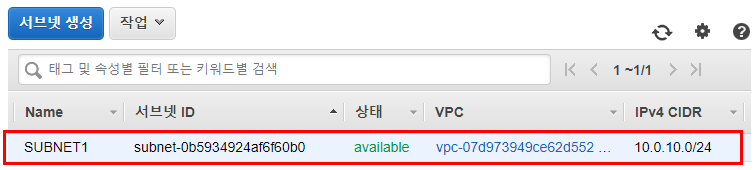 서브넷 생성 작업
태그 및 속성별 필터 또는 키워드별 검색 1 ~1/1
Name 서브넷 ID 상태 VPC IPv4 CIDR
SUBNET1 subnet-0b5934924af6f60b0 available vpc-07d973949ce62d552 ... 10.0.10.0/24